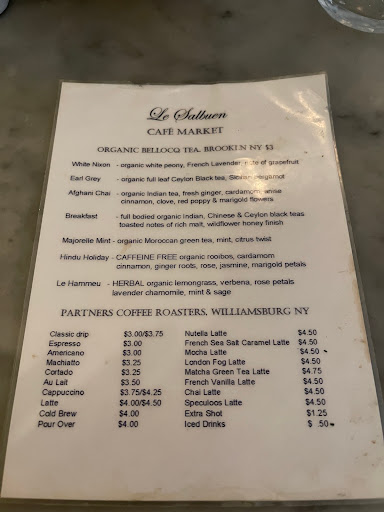 Le Salbuen
CAFÉ MARKET
ORGANIC BELLOCQ TEA, BROOKLN NY $3
White Nixon - organic white peony, French Lavender, note of grapefruit
Earl Grey - organic full leaf Ceylon Black tea, Sicilian bergamot
Afghani Chai - organic Indian tea, fresh ginger, cardamom, anise
cinnamon, clove, red poppy & marigold flowers
Breakfast - full bodied organic Indian, Chinese & Ceylon black teas
toasted notes of rich malt, wildflower honey finish
Majorelle Mint - organic Moroccan green tea, mint, citrus twist
Hindu Holiday - CAFFEINE FREE organic rooibos, cardamom
cinnamon, ginger roots, rose, jasmine, marigold petals
Le Hammeu - HERBAL organic lemongrass, verbena, rose petals
lavender chamomile, mint & sage
PARTNERS COFFEE ROASTERS, WILLIAMSBURG NY
Classic drip $3.00/$3.75 Nutella Latte $4.50
Espresso $3.00 French Sea Salt Caramel Latte $4.50
Americano $3.00 Mocha Latte $4.50
Machiatto $3.25 London Fog Latte $4.50
Cortado $3.25 Matcha Green Tea Latte $4.75
Au Lait $3.50 French Vanilla Latte $4.50
Cappuccino $3.75/$4.25 Chai Latte $4.50
Latte $4.00/$4.50 Speculoos Latte $4.50
Cold Brew $4.00 Extra Shot $1.25
Pour Over $4.00 Iced Drinks $ .50